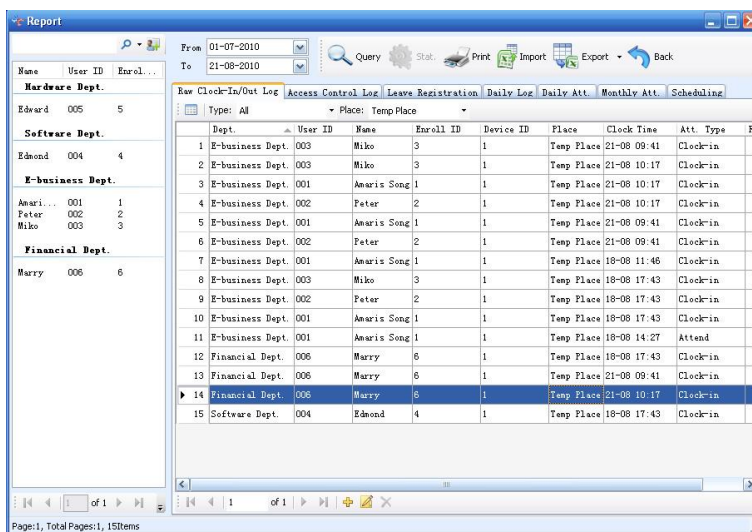 Report
From 01-07-2010
To 21-08-2010
Query Stat. Print Import Export Back
Name User ID Enrol...
Hardware Dept.
Edward 005 5
Software Dept.
Edmond 004 4
E-business Dept.
Amari... 001 1
Peter 002 2
Miko 003 3
Financial Dept.
Marry 006 6
1 of 1
Raw Clock-In/Out Log Access Control Log Leave Registration Daily Log Daily Att. Monthly Att. Scheduling
Type: All Place: Temp Place
Dept. User ID Name Enroll ID Device ID Place Clock Time Att. Type
1 E-business Dept. 003 Miko 3 1 Temp Place 21-08 09:41 Clock-in
2 E-business Dept. 003 Miko 3 1 Temp Place 21-08 10:17 Clock-in
3 E-business Dept. 001 Amaris Song 1 1 Temp Place 21-08 10:17 Clock-in
4 E-business Dept. 002 Peter 2 1 Temp Place 21-08 10:17 Clock-in
5 E-business Dept. 001 Amaris Song 1 1 Temp Place 21-08 09:41 Clock-in
6 E-business Dept. 002 Peter 2 1 Temp Place 21-08 09:41 Clock-in
7 E-business Dept. 001 Amaris Song 1 1 Temp Place 18-08 11:46 Clock-in
8 E-business Dept. 003 Miko 3 1 Temp Place 18-08 17:43 Clock-in
9 E-business Dept. 002 Peter 2 1 Temp Place 18-08 17:43 Clock-in
10 E-business Dept. 001 Amaris Song 1 1 Temp Place 18-08 17:43 Clock-in
11 E-business Dept. 001 Amaris Song 1 1 Temp Place 18-08 14:27 Attend
12 Financial Dept. 006 Marry 6 1 Temp Place 18-08 17:43 Clock-in
13 Financial Dept. 006 Marry 6 1 Temp Place 21-08 09:41 Clock-in
14 Financial Dept. 006 Marry 6 1 Temp Place 21-08 10:17 Clock-in
15 Software Dept. 004 Edmond 4 1 Temp Place 18-08 17:43 Clock-in
1 of 1
Page:1, Total Pages:1, 15Items